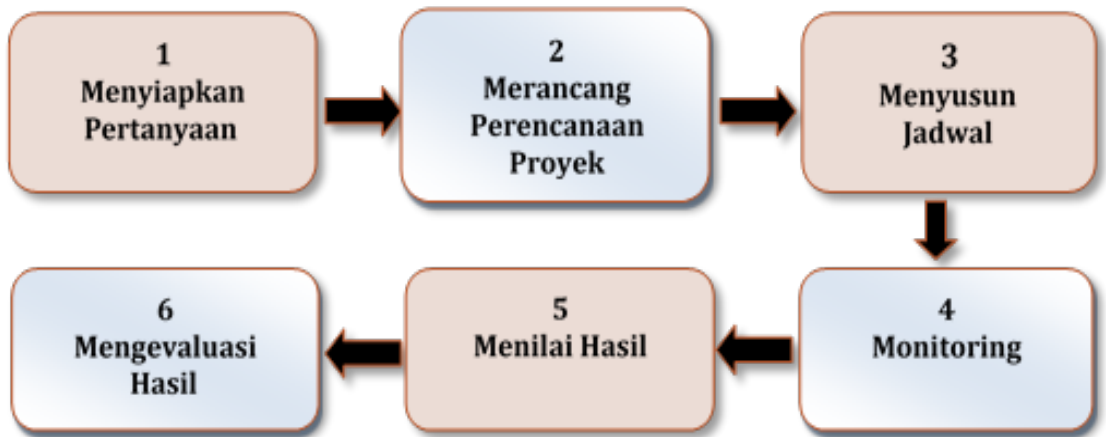 1
Menyiapkan
Pertanyaan
2
Merancang
Perencanaan
Proyek
3
Menyusun
Jadwal
4
Monitoring
5
Menilai Hasil
6
Mengevaluasi
Hasil